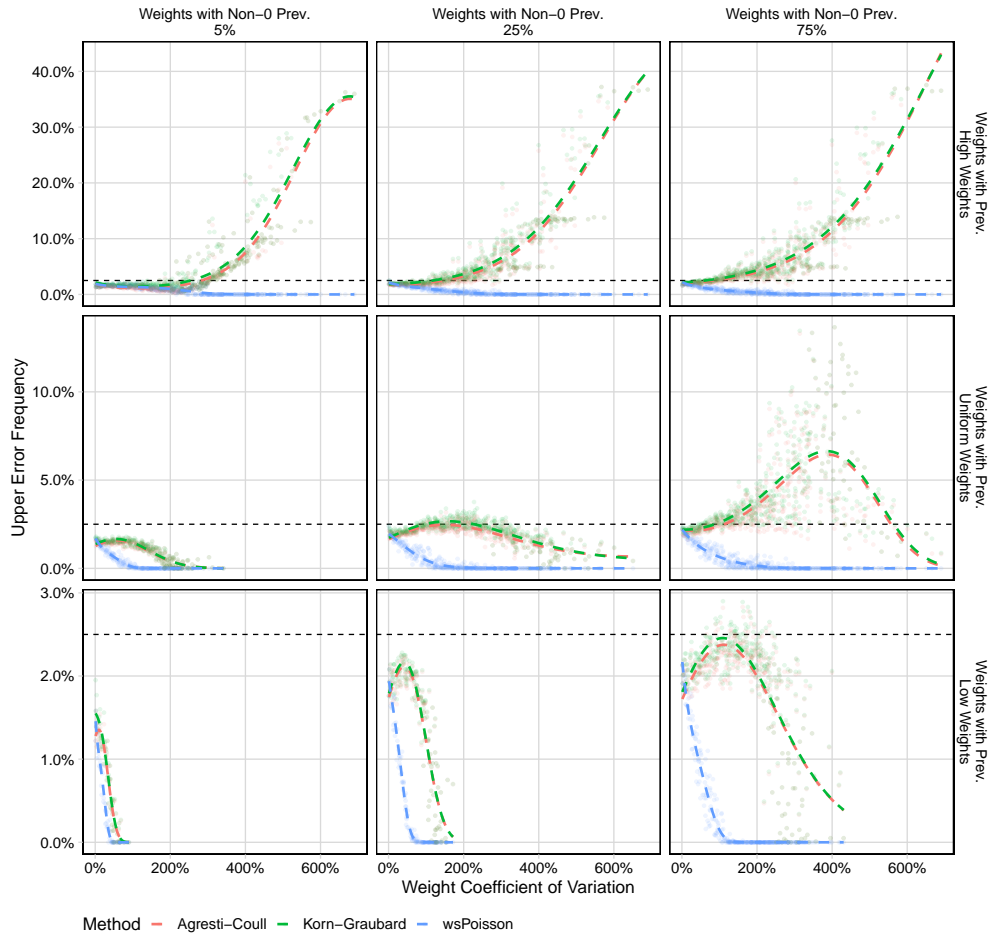 Weights with Non−0 Prev. Weights with Non−0 Prev. Weights with Non−0 Prev.
5% 25% 75%
40.0%
30.0%
20.0%
10.0%
0.0%
Weights with Prev.
High Weights
Upper Error Frequency
10.0%
5.0%
0.0%
Weights with Prev.
Uniform Weights
3.0%
2.0%
1.0%
0.0%
Weights with Prev.
Low Weights
0% 200% 400% 600% 0% 200% 400% 600% 0% 200% 400% 600%
Weight Coefficient of Variation
Method Agresti−Coull Korn−Graubard wsPoisson